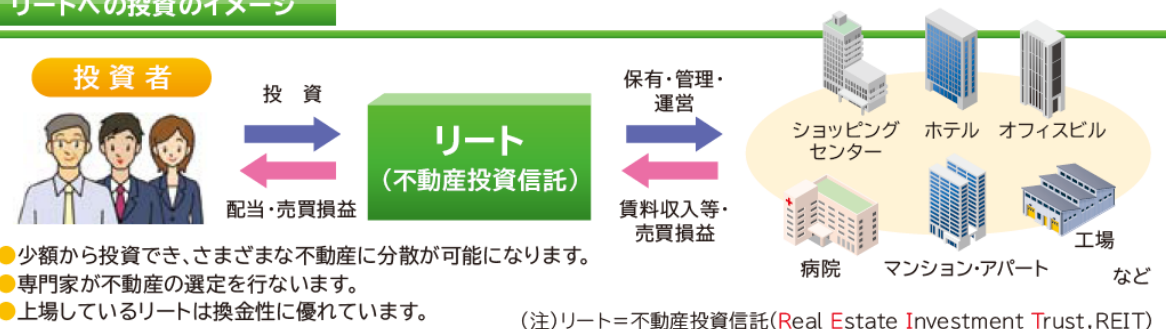 リートへの投資のイメージ
投資者
投 資
配当・売買損益
リート
(不動産投資信託)
保有・管理・
運営
賃料収入等・
売買損益
ショッピング
センター
ホテル
オフィスビル
病院
マンション・アパート
工場
など
●少額から投資でき、さまざまな不動産に分散が可能になります。
●専門家が不動産の選定を行ないます。
●上場しているリートは換金性に優れています。
(注)リート=不動産投資信託(Real Estate Investment Trust.REIT)